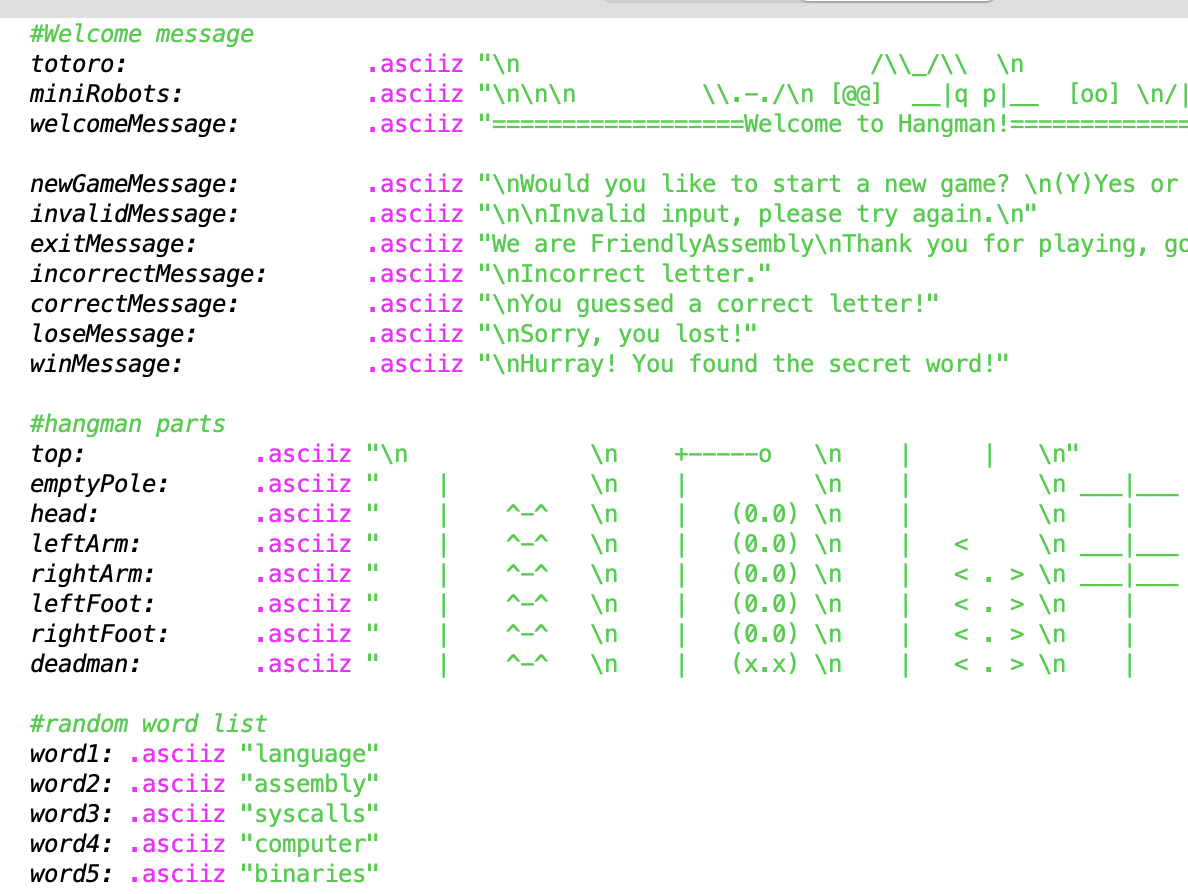 #Welcome message
totoro:                 .asciiz "\n                         /\\_/\\  \n
miniRobots:             .asciiz "\n\n\n         \\.-./\n [@@]  __|q p|__  [oo] \n/|
welcomeMessage:         .asciiz "==================Welcome to Hangman!=============
newGameMessage:         .asciiz "\nWould you like to start a new game? \n(Y)Yes or
invalidMessage:         .asciiz "\n\nInvalid input, please try again.\n"
exitMessage:            .asciiz "We are FriendlyAssembly\nThank you for playing, go
incorrectMessage:       .asciiz "\nIncorrect letter."
correctMessage:         .asciiz "\nYou guessed a correct letter!"
loseMessage:            .asciiz "\nSorry, you lost!"
winMessage:             .asciiz "\nHurray! You found the secret word!"
#hangman parts
top:            .asciiz "\n             \n    +-----o   \n    |     |   \n"
emptyPole:      .asciiz "    |          \n    |         \n    |         \n ___|___
head:           .asciiz "    |    ^-^   \n    |   (0.0) \n    |         \n    |
leftArm:        .asciiz "    |    ^-^   \n    |   (0.0) \n    |   <     \n ___|___
rightArm:       .asciiz "    |    ^-^   \n    |   (0.0) \n    |   < . > \n ___|___
leftFoot:       .asciiz "    |    ^-^   \n    |   (0.0) \n    |   < . > \n    |
rightFoot:      .asciiz "    |    ^-^   \n    |   (0.0) \n    |   < . > \n    |
deadman:        .asciiz "    |    ^-^   \n    |   (x.x) \n    |   < . > \n    |
#random word list
word1: .asciiz "language"
word2: .asciiz "assembly"
word3: .asciiz "syscalls"
word4: .asciiz "computer"
word5: .asciiz "binaries"